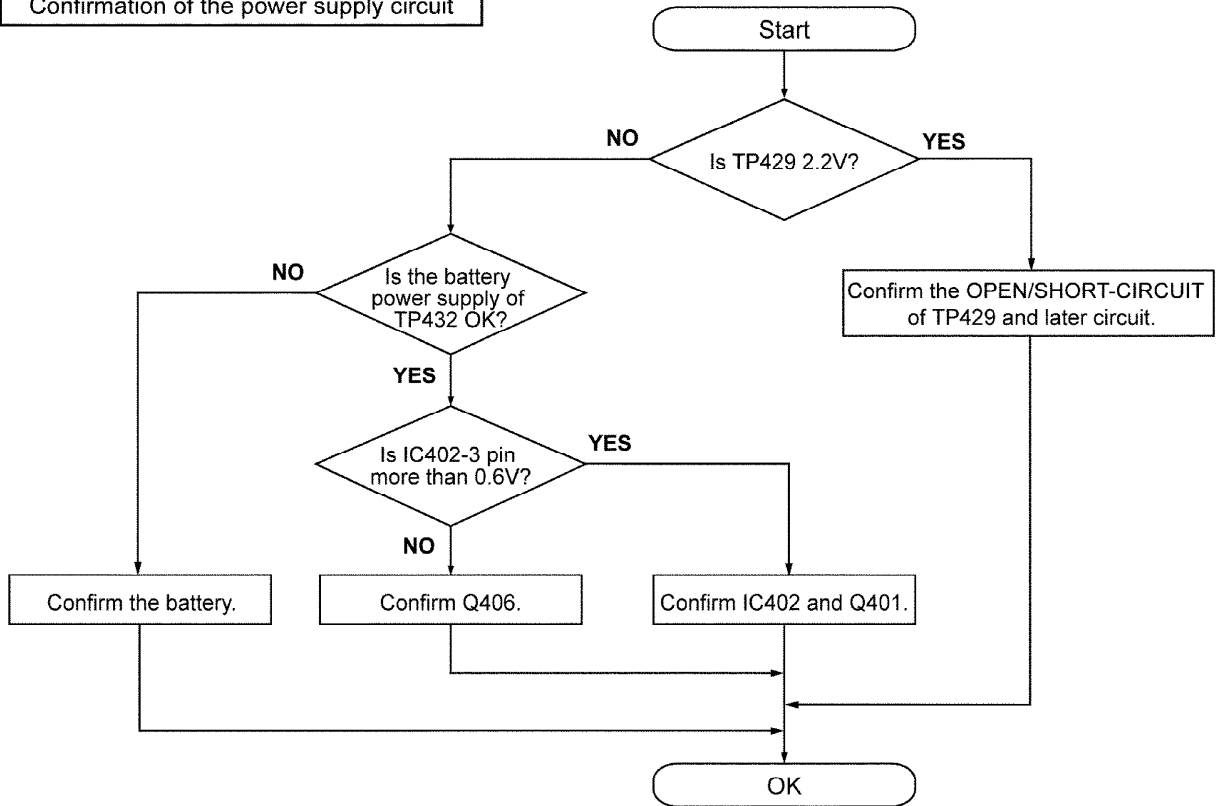 Confirmation of the power supply circuit
Start
NO
YES
Is TP429 2.2V?
NO
Is the battery
power supply of
TP432 OK?
Confirm the OPEN/SHORT-CIRCUIT
of TP429 and later circuit.
YES
Is IC402-3 pin
more than 0.6V?
YES
NO
Confirm the battery.
Confirm Q406.
Confirm IC402 and Q401.
OK